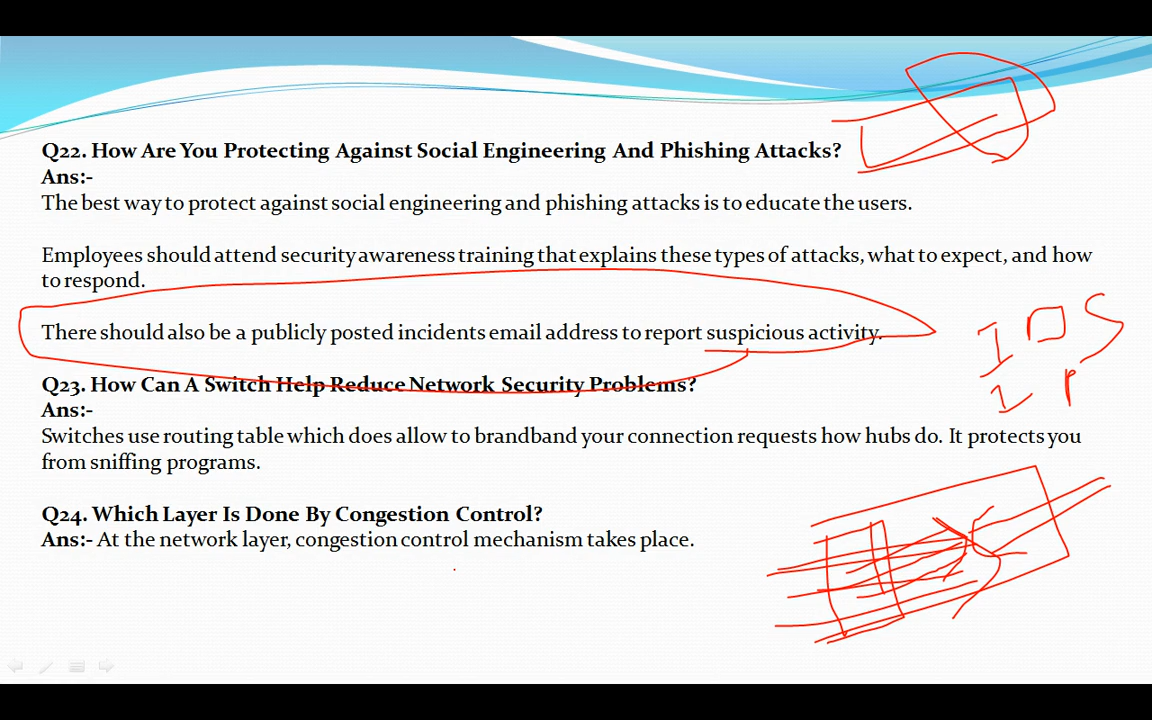 Q22. How Are You Protecting Against Social Engineering And Phishing Attacks?
Ans:-
The best way to protect against social engineering and phishing attacks is to educate the users.
Employees should attend security awareness training that explains these types of attacks, what to expect, and how
to respond.
There should also be a publicly posted incidents email address to report suspicious activity.
IDS
IP
Q23. How Can A Switch Help Reduce Network Security Problems?
Ans:-
Switches use routing table which does allow to brandband your connection requests how hubs do. It protects you
from sniffing programs.
Q24. Which Layer Is Done By Congestion Control?
Ans:- At the network layer, congestion control mechanism takes place.